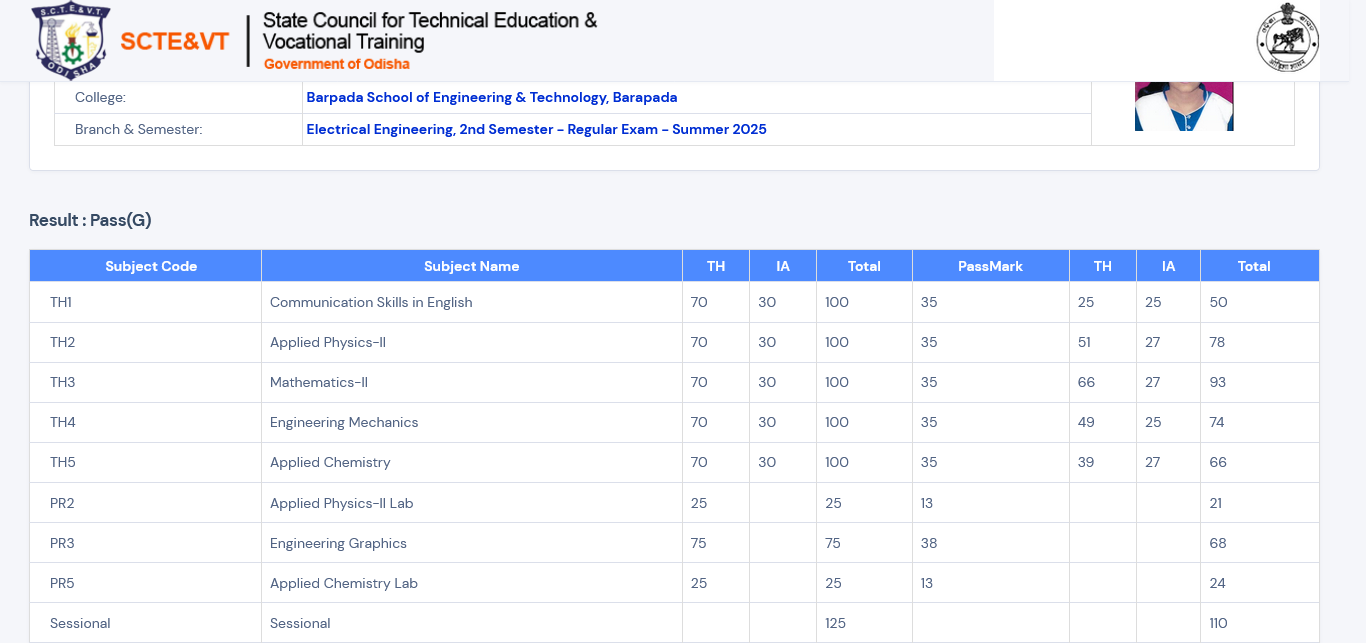 S.C.T.E.&V.T.
ODISHA
SCTE&VT
State Council for Technical Education &
Vocational Training
Government of Odisha
College: Barpada School of Engineering & Technology, Barapada
Branch & Semester: Electrical Engineering, 2nd Semester - Regular Exam - Summer 2025
Result : Pass(G)
Subject Code Subject Name TH IA Total PassMark TH IA Total
TH1 Communication Skills in English 70 30 100 35 25 25 50
TH2 Applied Physics-II 70 30 100 35 51 27 78
TH3 Mathematics-II 70 30 100 35 66 27 93
TH4 Engineering Mechanics 70 30 100 35 49 25 74
TH5 Applied Chemistry 70 30 100 35 39 27 66
PR2 Applied Physics-II Lab 25 25 13 21
PR3 Engineering Graphics 75 75 38 68
PR5 Applied Chemistry Lab 25 25 13 24
Sessional Sessional 125 110